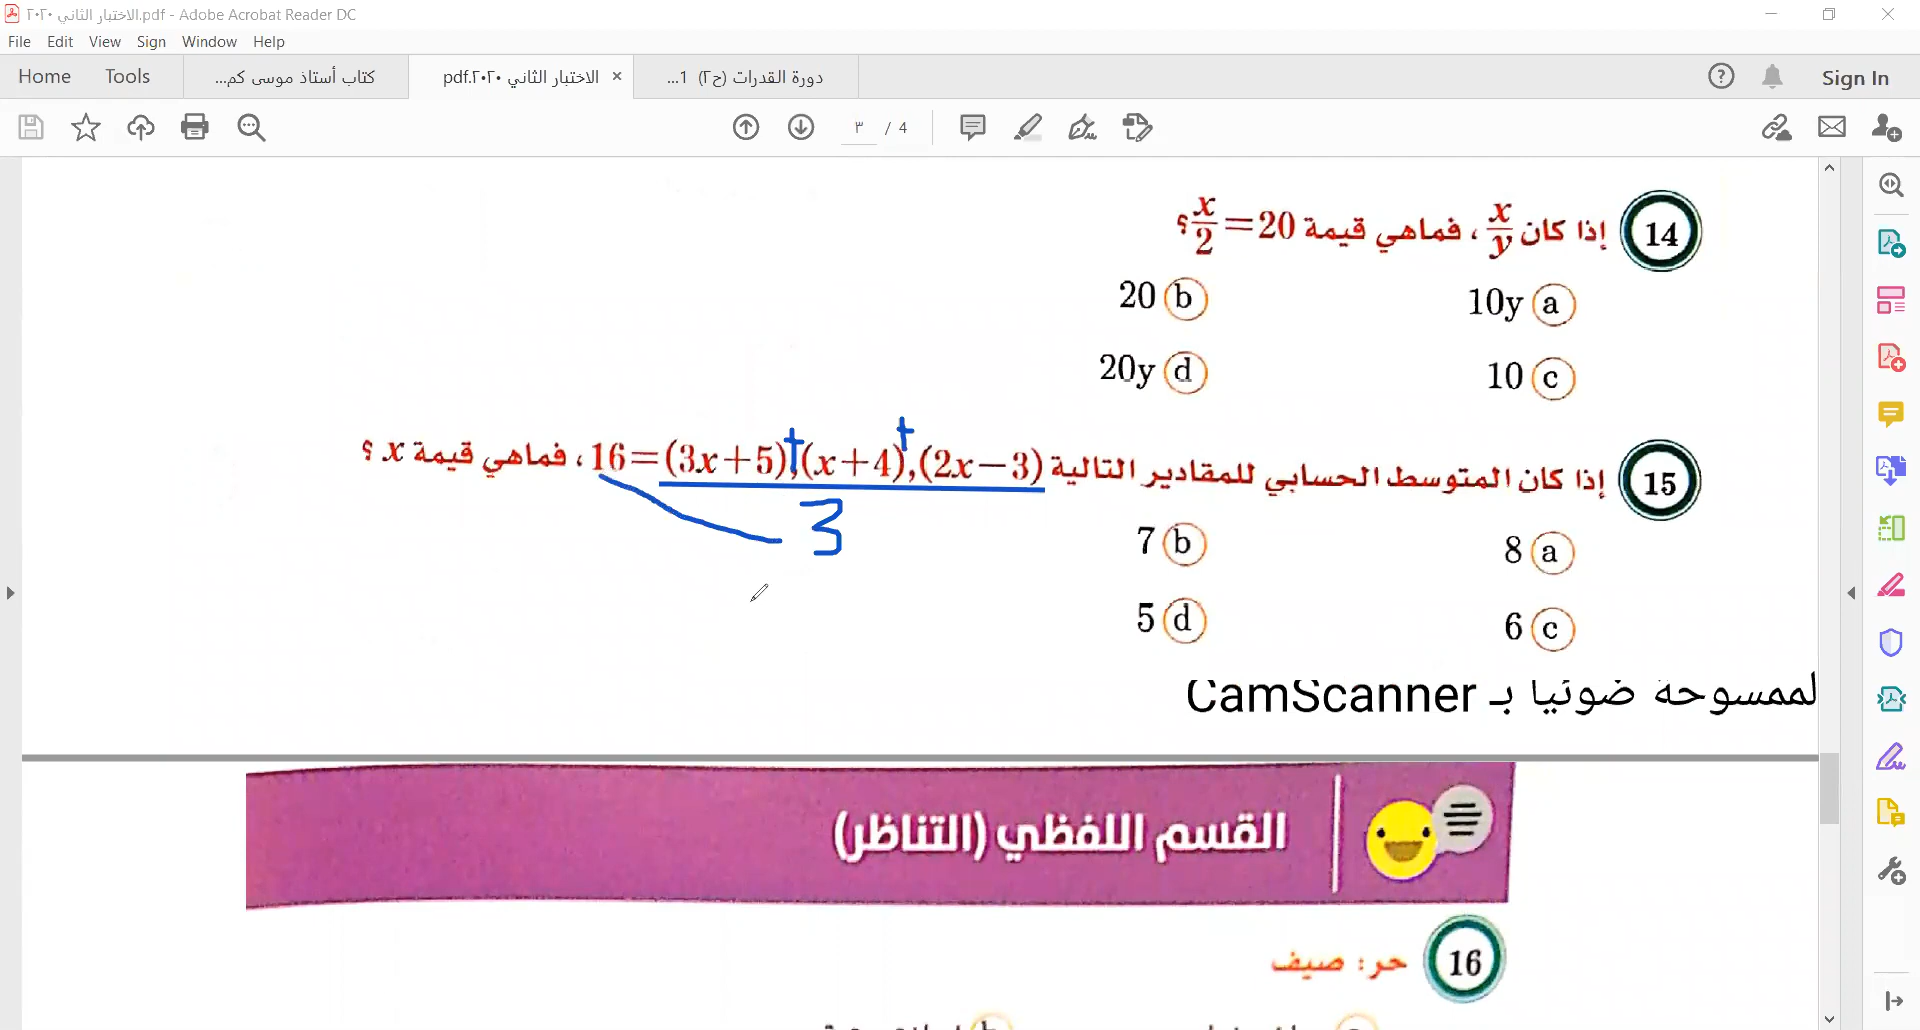 الاختبار الثاني ٢٠٢٠.pdf - Adobe Acrobat Reader DC
File Edit View Sign Window Help
Home Tools كتاب أستاذ موسى كم... الاختبار الثاني ٢٠٢٠.pdf × دورة القدرات (ح٢) 1... Sign In
٣ / 4
14 إذا كان x/y ، فماهي قيمة x/2 = 20 ؟
a 10y b 20
c 10 d 20y
15 إذا كان المتوسط الحسابي للمقادير التالية (2x−3),(x+4),(3x+5)=16 ، فماهي قيمة x ؟
+ +
3
a 8 b 7
c 6 d 5
لممسوحة ضوئيا بـ CamScanner
القسم اللفظي (التناظر)
16 حر: صيف